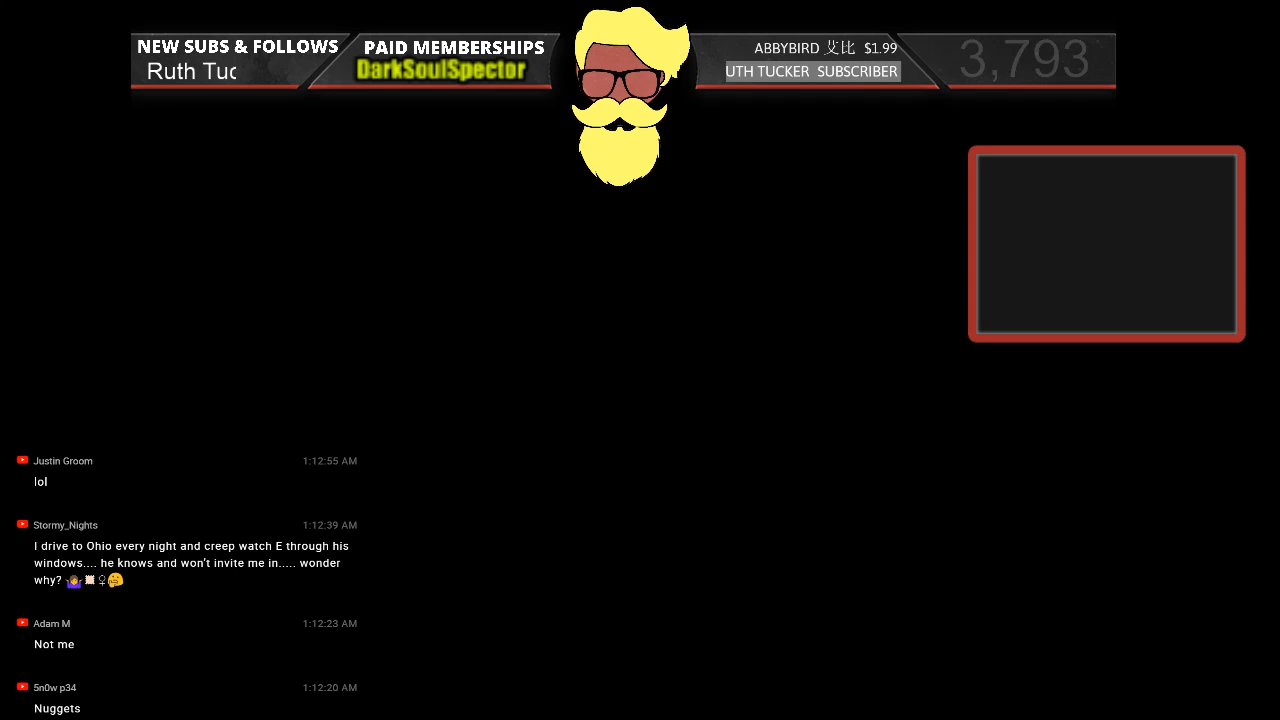 NEW SUBS & FOLLOWS
Ruth Tuc
PAID MEMBERSHIPS
DarkSoulSpector
ABBYBIRD 艾比 $1.99
UTH TUCKER SUBSCRIBER
3,793
Justin Groom 1:12:55 AM
lol
Stormy_Nights 1:12:39 AM
I drive to Ohio every night and creep watch E through his
windows.... he knows and won't invite me in..... wonder
why? 🤷🏼♀🤔
Adam M 1:12:23 AM
Not me
5n0w p34 1:12:20 AM
Nuggets